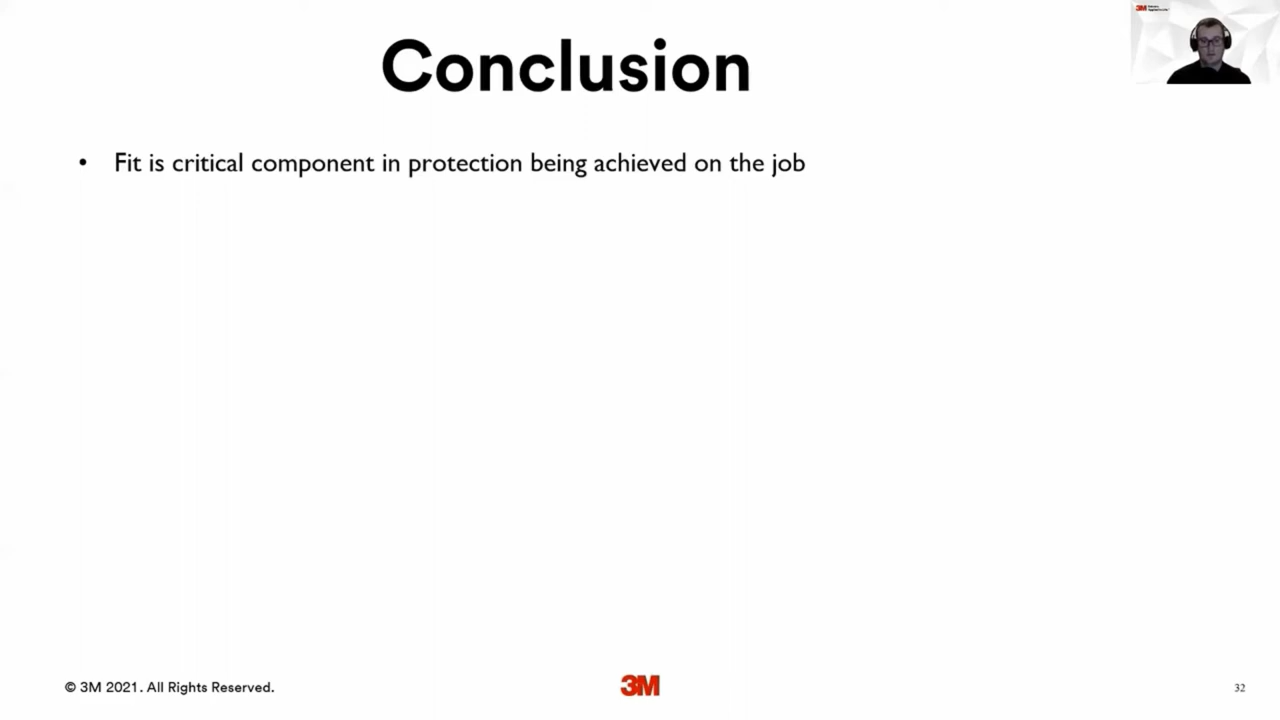 Conclusion
• Fit is critical component in protection being achieved on the job
© 3M 2021. All Rights Reserved.
3M
32
3M